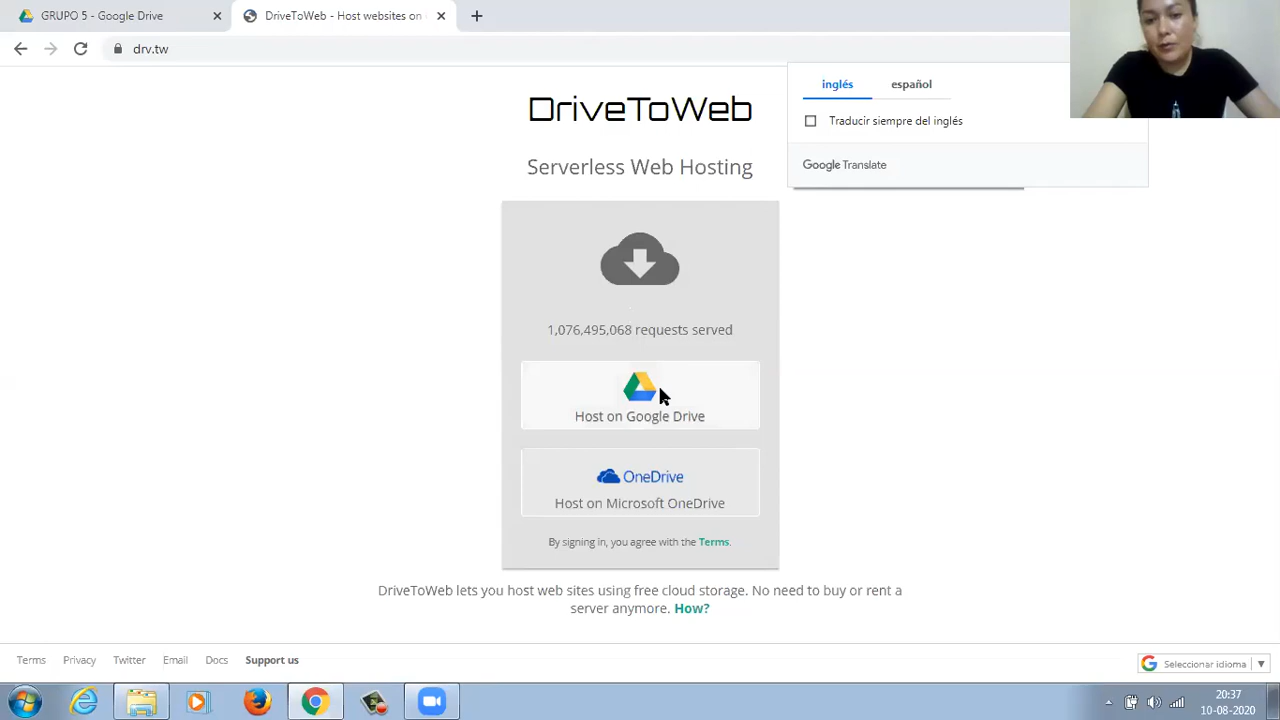 GRUPO 5 - Google Drive
DriveToWeb - Host websites on
drv.tw
inglés
español
Traducir siempre del inglés
Google Translate
DriveToWeb
Serverless Web Hosting
1,076,495,068 requests served
Host on Google Drive
OneDrive
Host on Microsoft OneDrive
By signing in, you agree with the Terms.
DriveToWeb lets you host web sites using free cloud storage. No need to buy or rent a
server anymore. How?
Terms
Privacy
Twitter
Email
Docs
Support us
Seleccionar idioma
20:37
10-08-2020